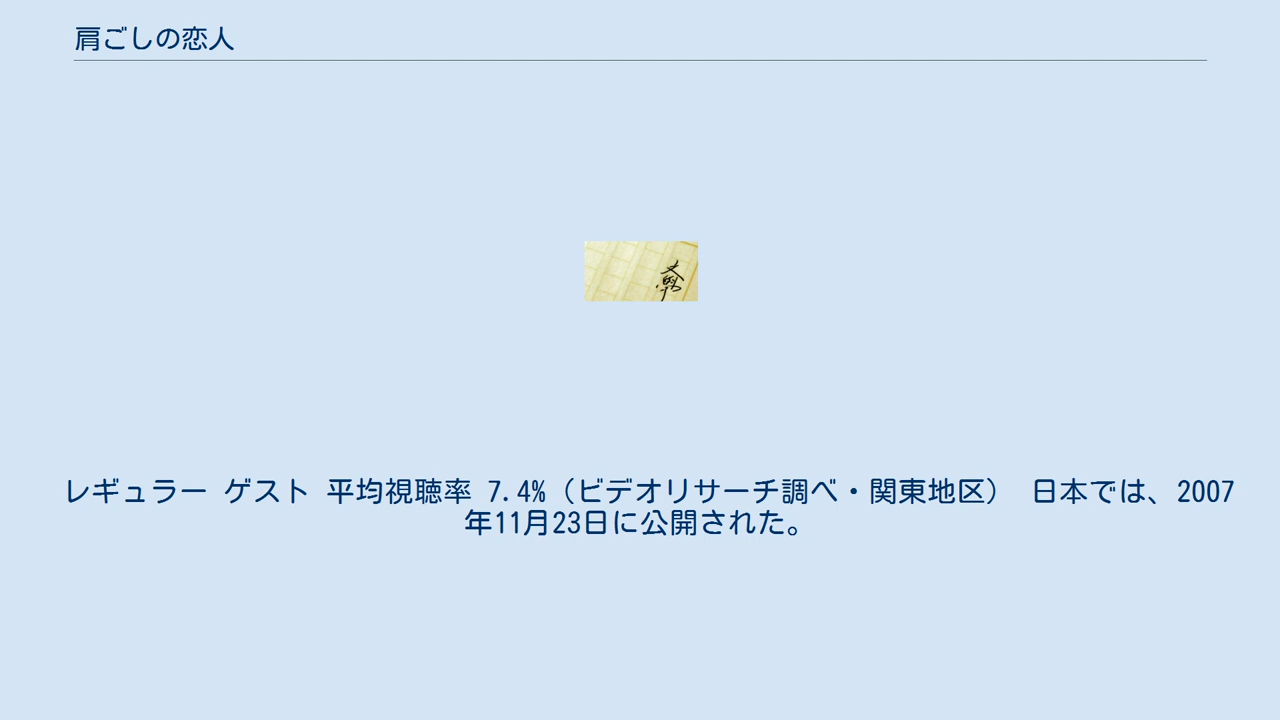 肩ごしの恋人
レギュラー ゲスト 平均視聴率 7.4%（ビデオリサーチ調べ・関東地区） 日本では、2007
年11月23日に公開された。